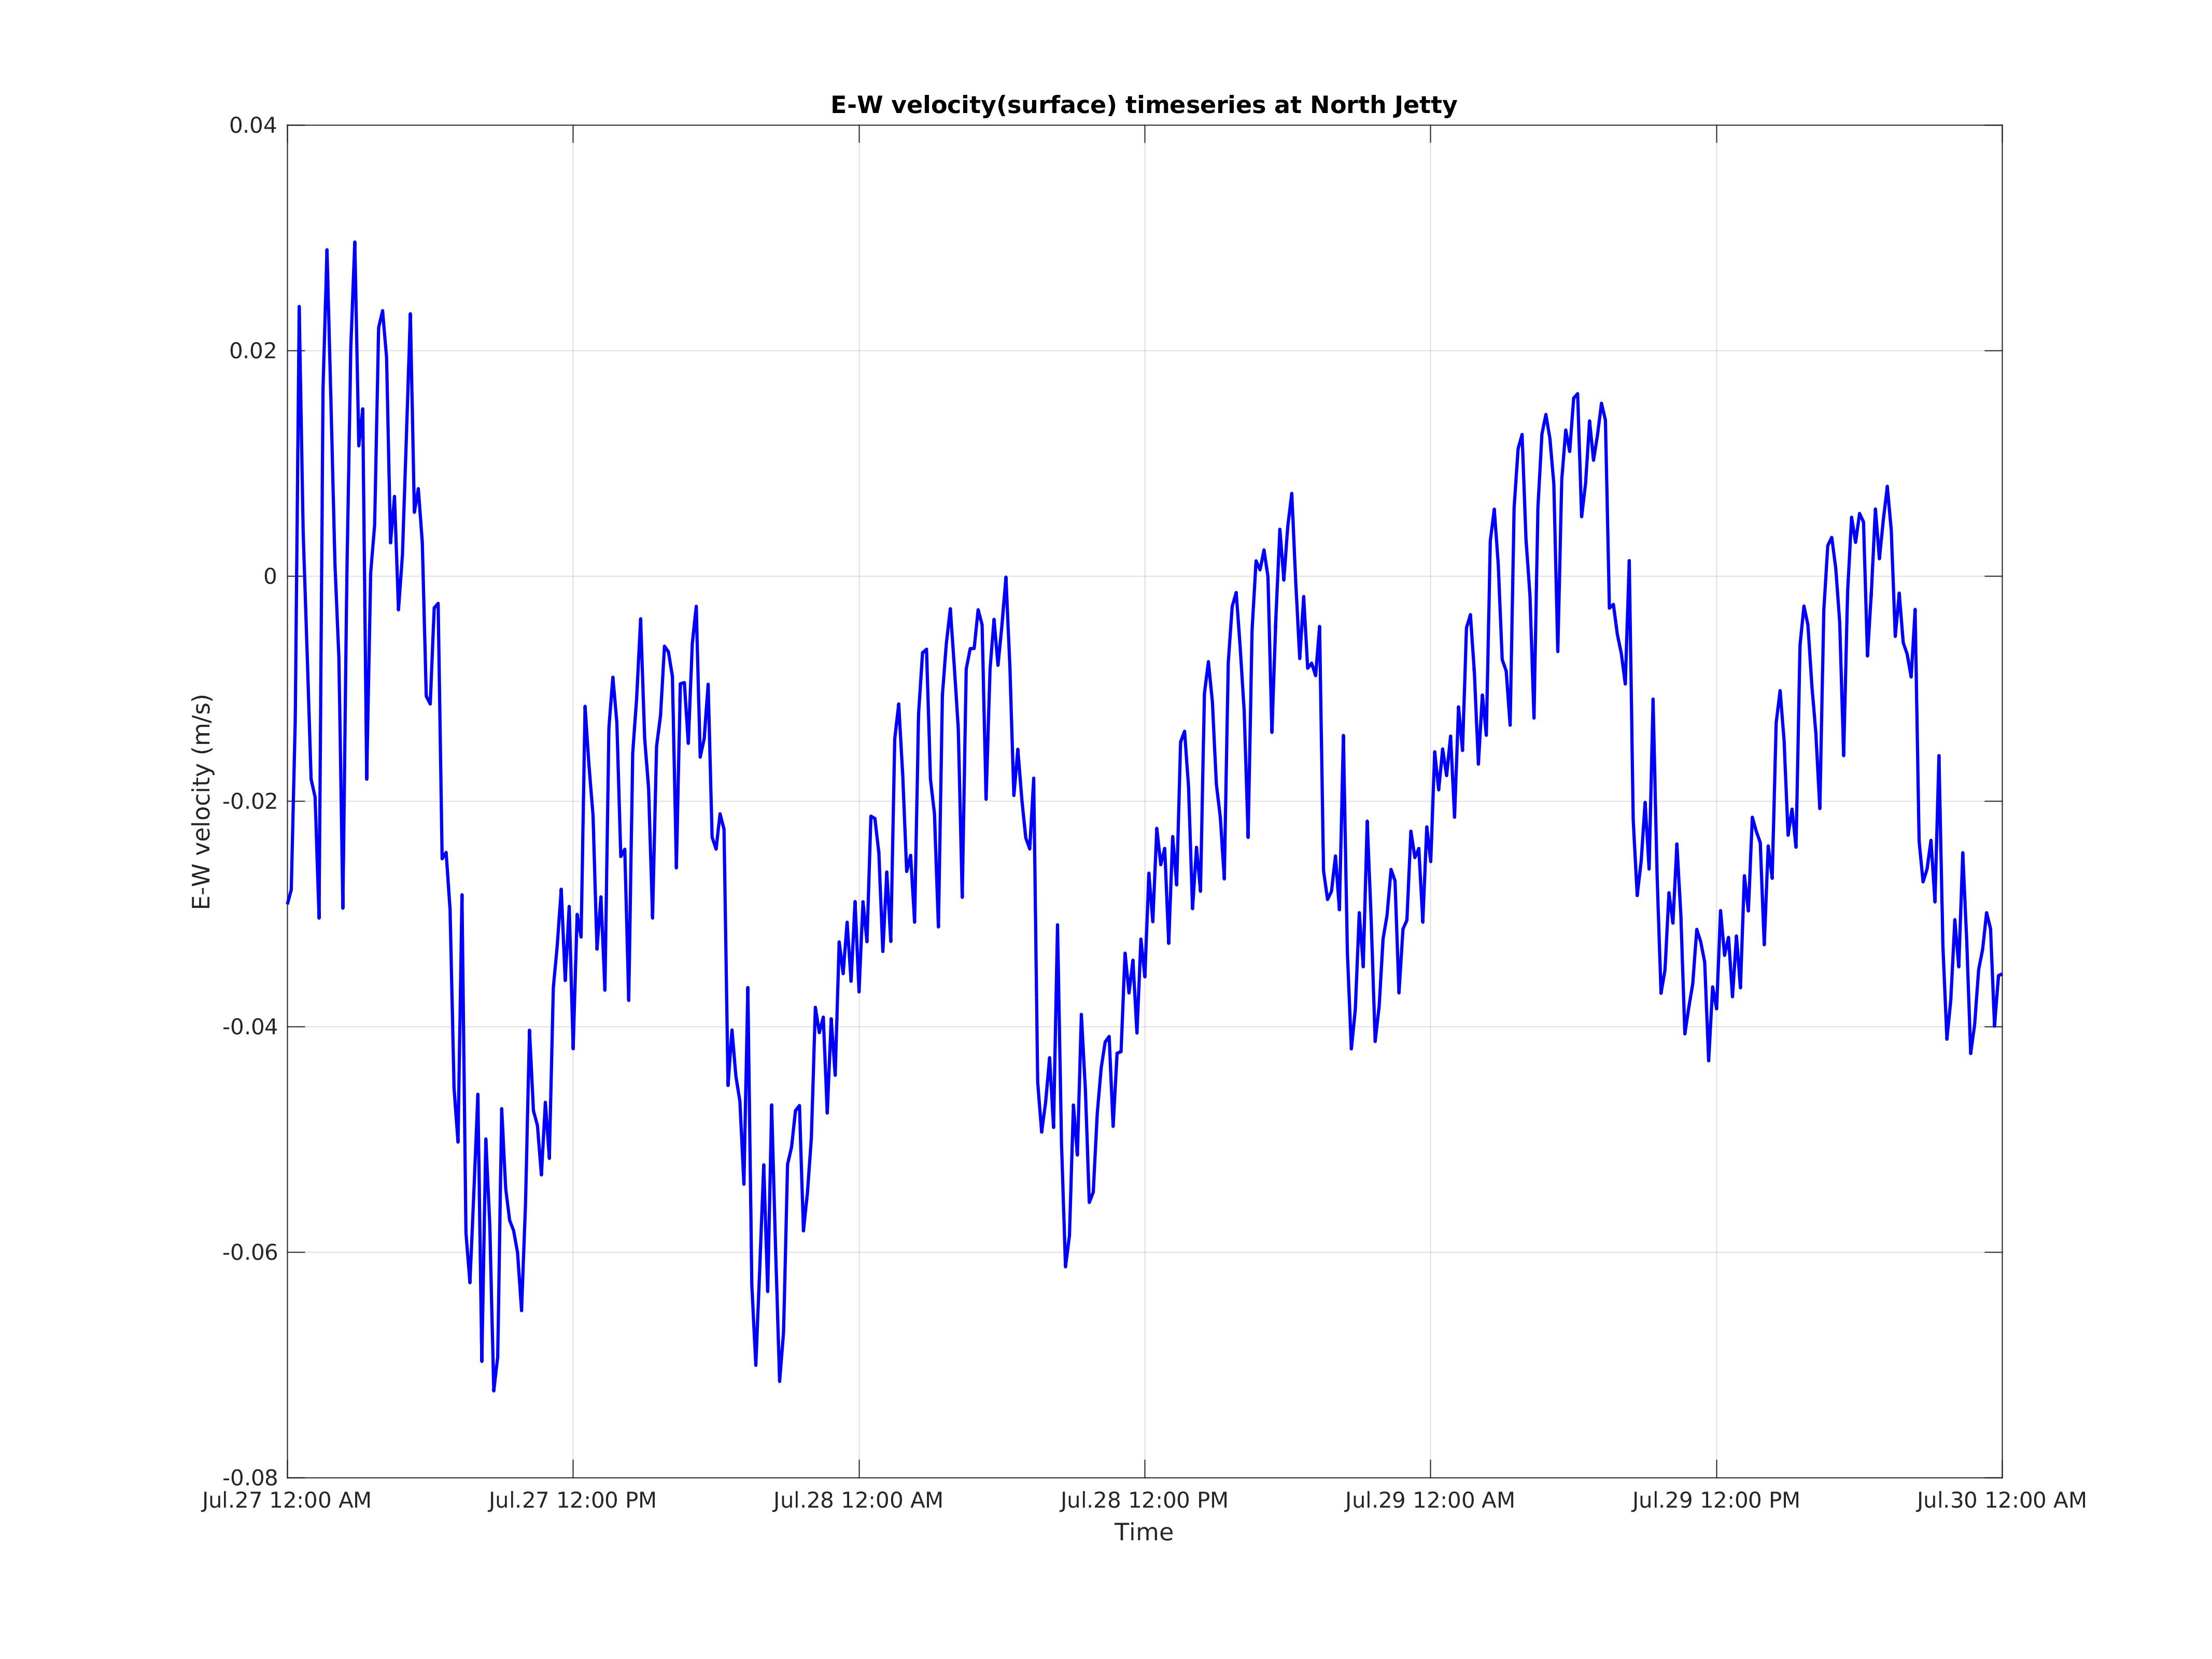 E-W velocity(surface) timeseries at North Jetty
0.04
0.02
0
-0.02
-0.04
-0.06
-0.08
E-W velocity (m/s)
Jul.27 12:00 AM Jul.27 12:00 PM Jul.28 12:00 AM Jul.28 12:00 PM Jul.29 12:00 AM Jul.29 12:00 PM Jul.30 12:00 AM
Time